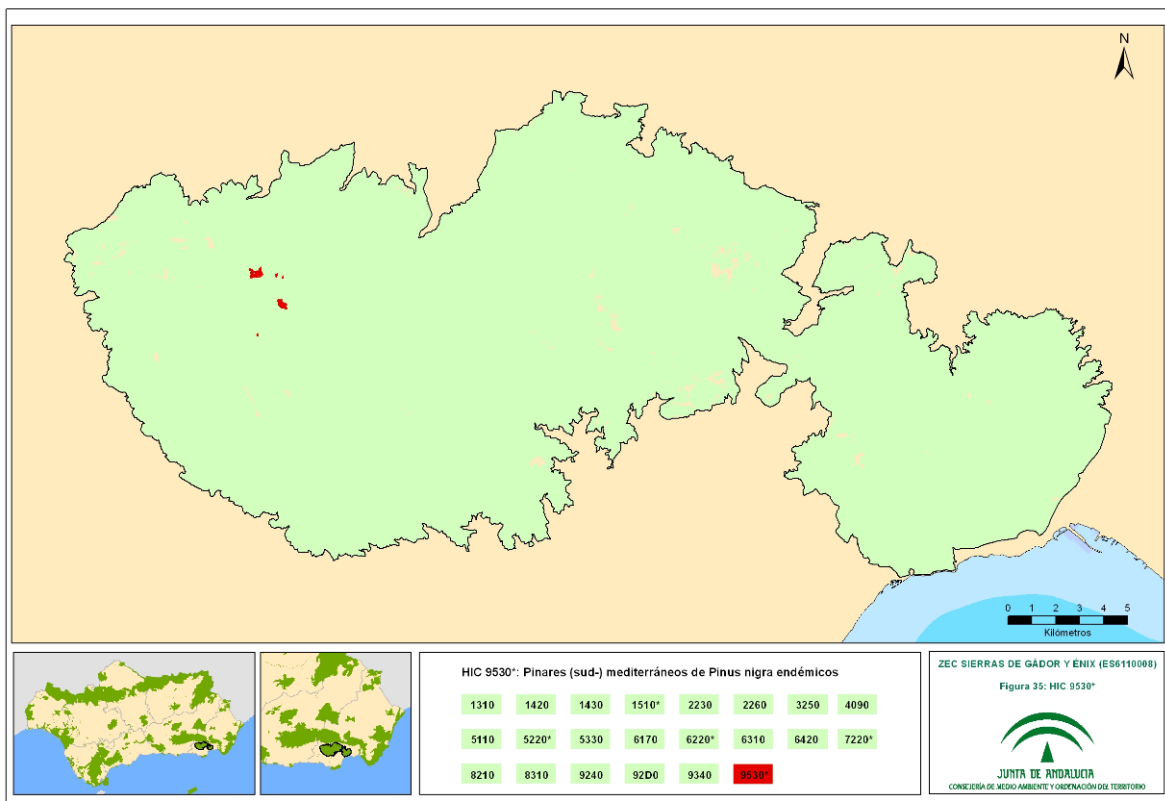 N
0 1 2 3 4 5
Kilómetros
HIC 9530*: Pinares (sud-) mediterráneos de Pinus nigra endémicos
1310 1420 1430 1510* 2230 2260 3250 4090
5110 5220* 5330 6170 6220* 6310 6420 7220*
8210 8310 9240 92D0 9340 9530*
ZEC SIERRAS DE GÁDOR Y ÉNIX (ES6110008)
Figura 35: HIC 9530*
JUNTA DE ANDALUCIA
CONSEJERÍA DE MEDIO AMBIENTE Y ORDENACIÓN DEL TERRITORIO